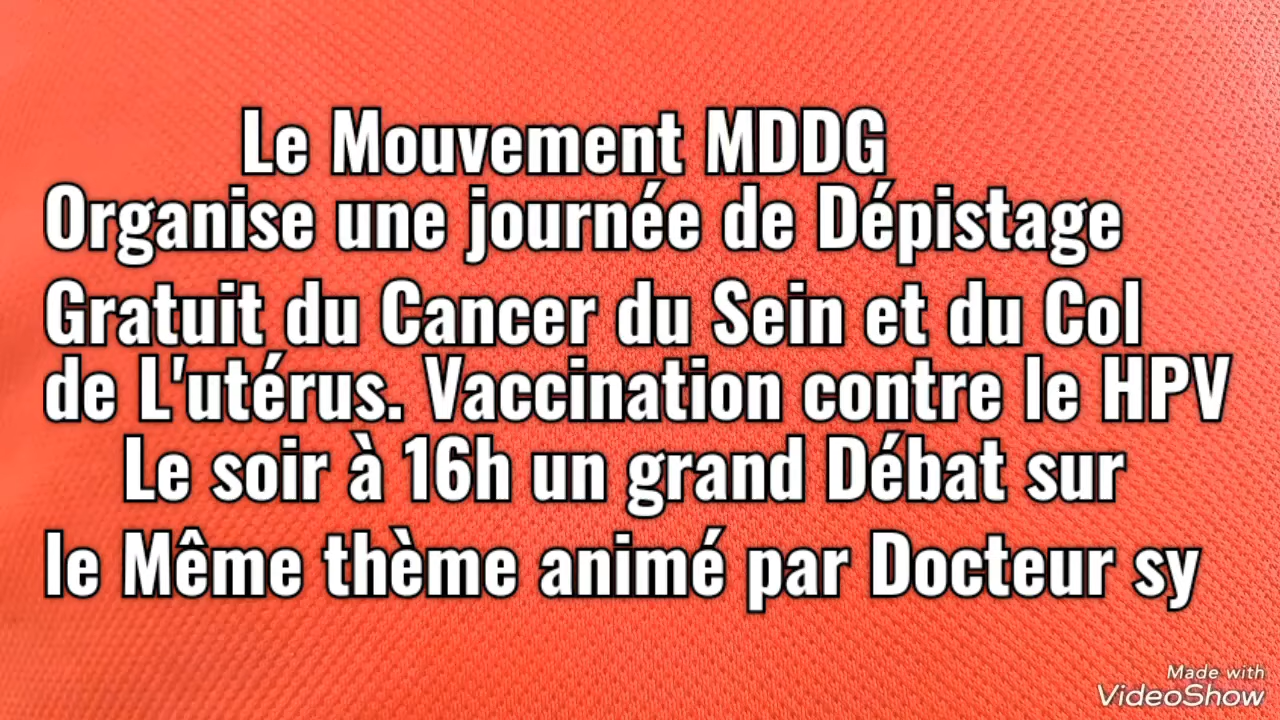 Le Mouvement MDDG
Organise une journée de Dépistage
Gratuit du Cancer du Sein et du Col
de L'utérus. Vaccination contre le HPV
Le soir à 16h un grand Débat sur
le Même thème animé par Docteur sy
Made with
VideoShow